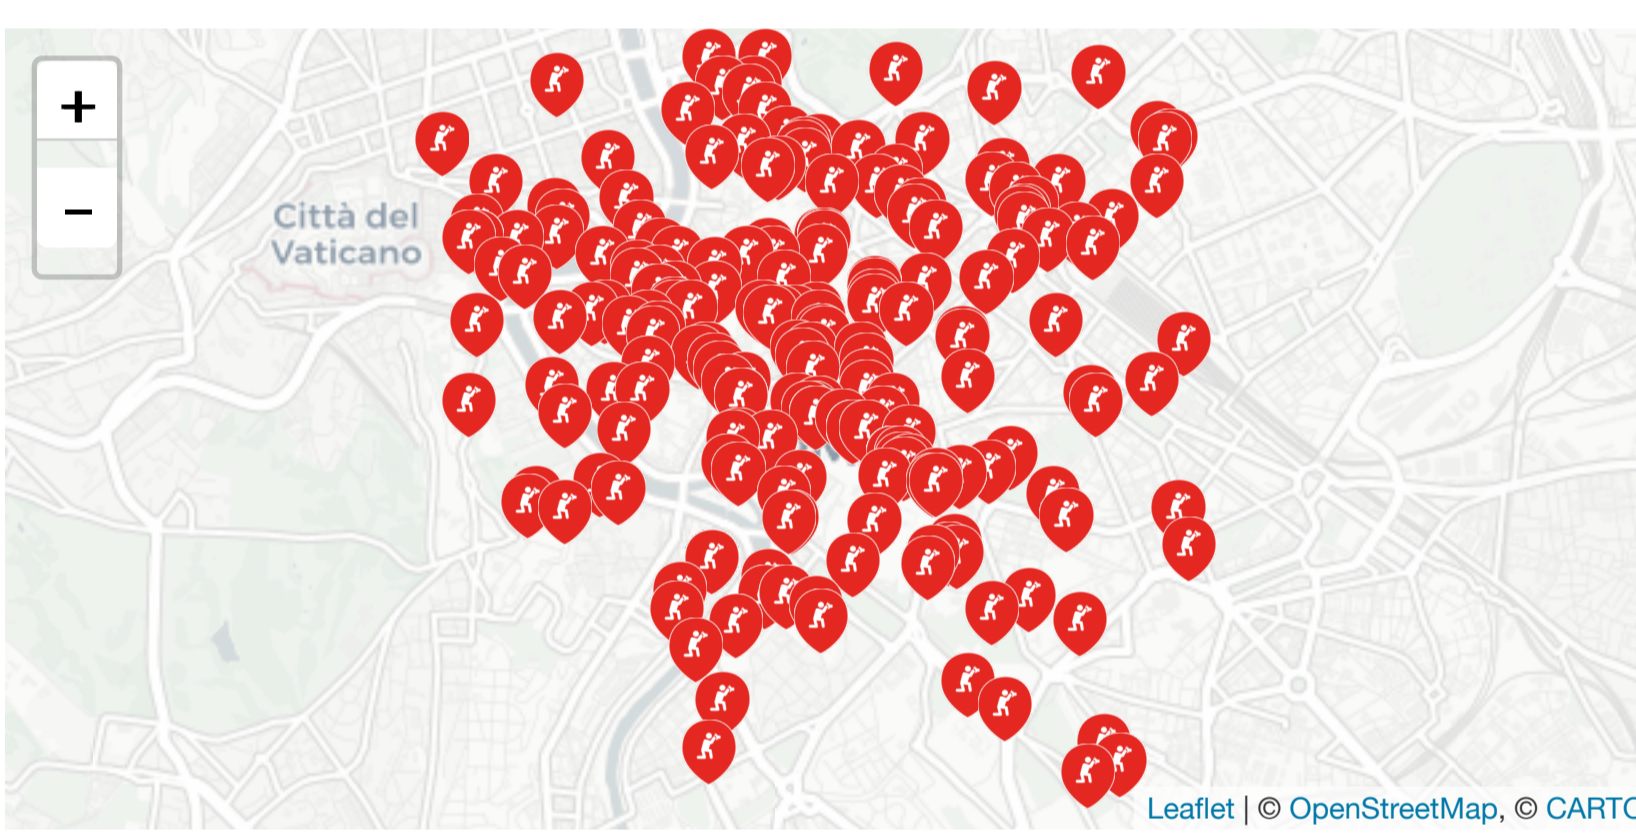 +
−
Città del
Vaticano
Leaflet | © OpenStreetMap, © CARTO